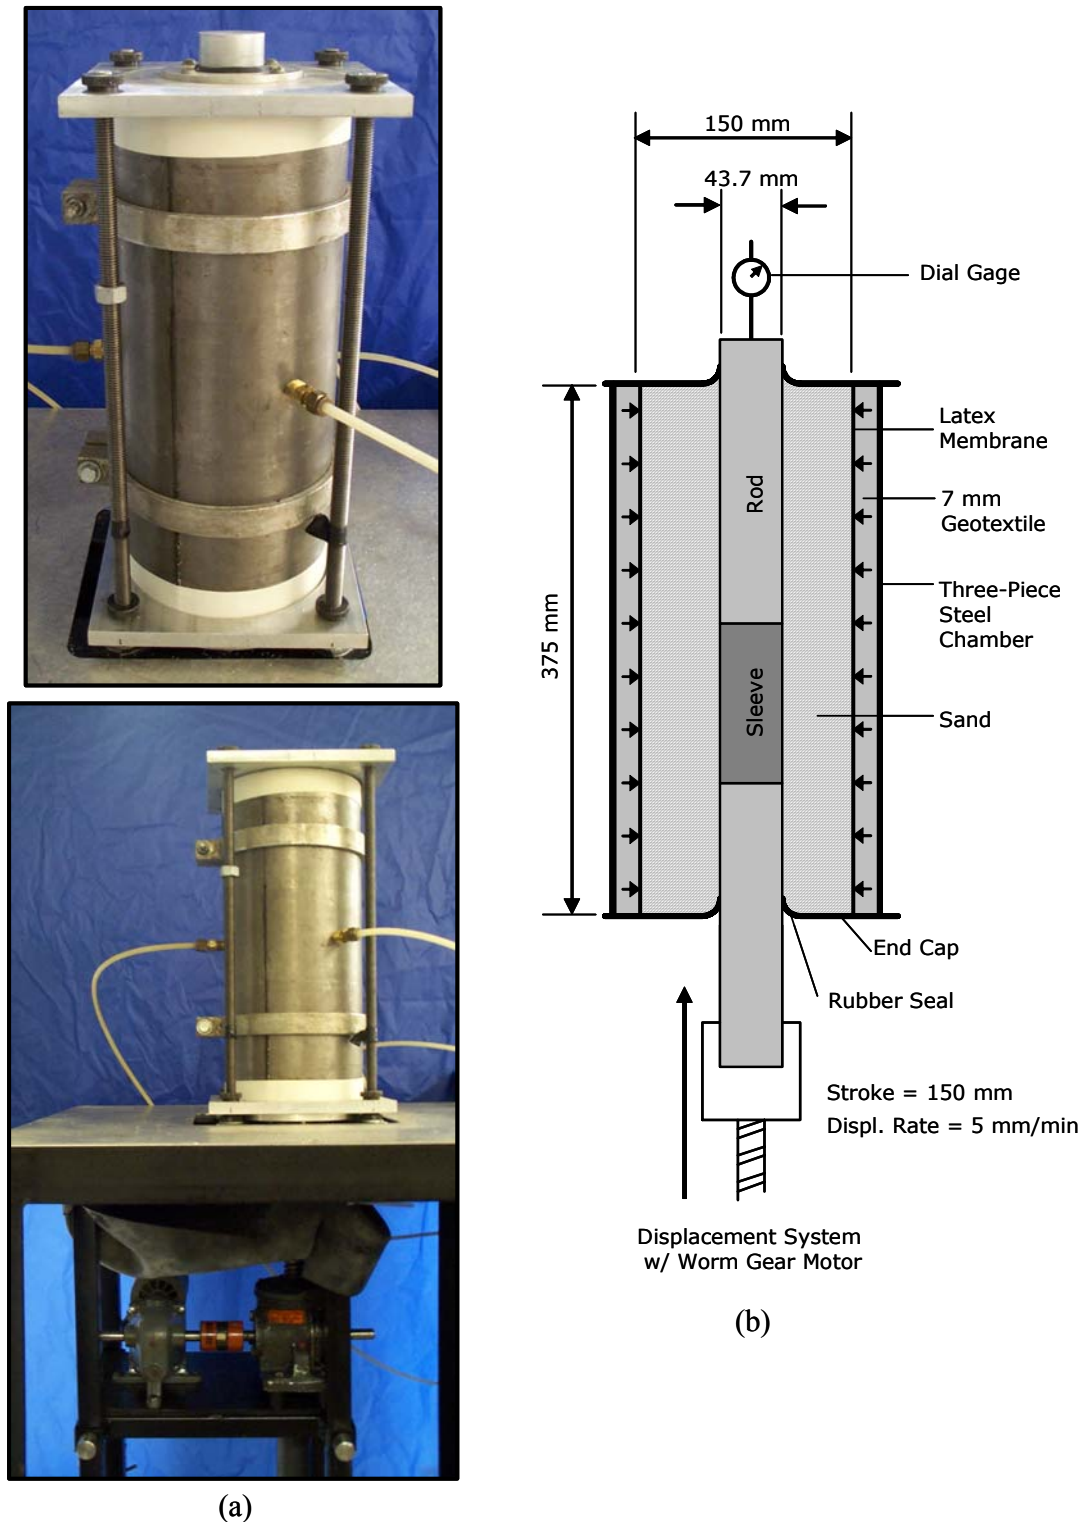 150 mm
43.7 mm
Dial Gage
Latex
Membrane
7 mm
Geotextile
Rod
Three-Piece
Steel
Chamber
375 mm
Sleeve
Sand
End Cap
Rubber Seal
Stroke = 150 mm
Displ. Rate = 5 mm/min
Displacement System
w/ Worm Gear Motor
(b)
(a)